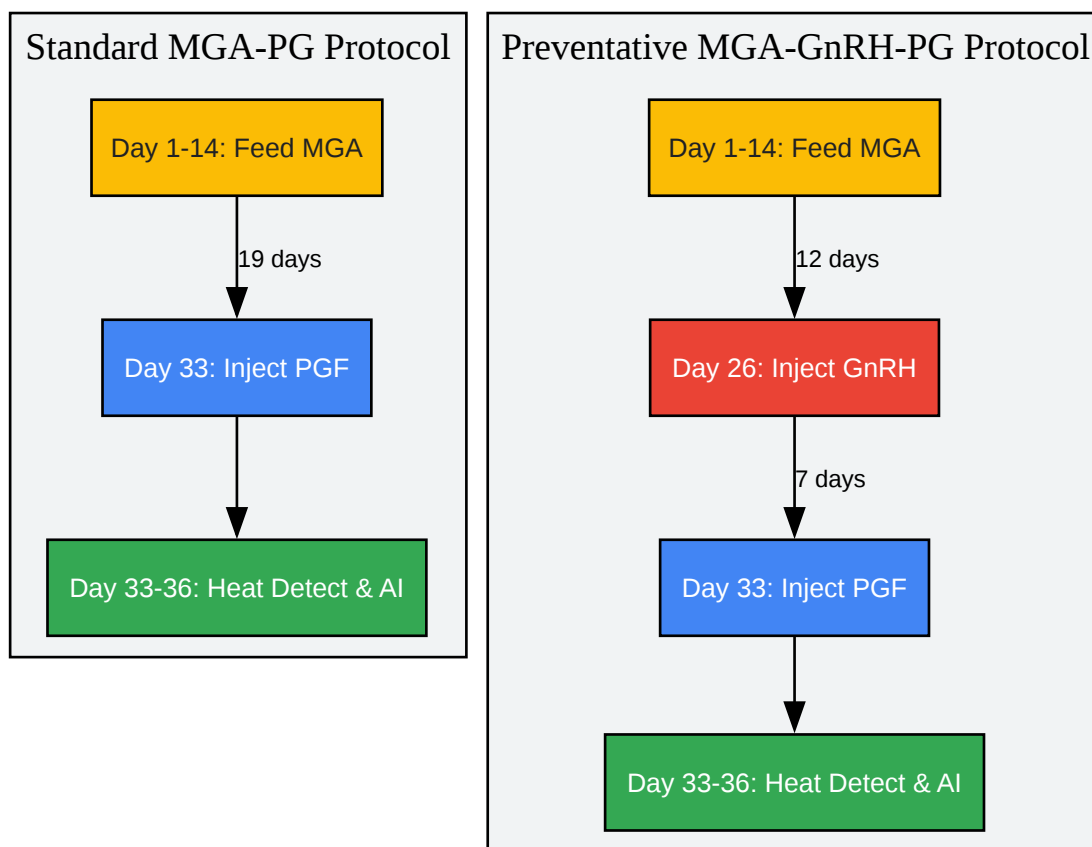 Standard MGA-PG Protocol
Day 1-14: Feed MGA
19 days
Day 33: Inject PGF
Day 33-36: Heat Detect & AI
Preventative MGA-GnRH-PG Protocol
Day 1-14: Feed MGA
12 days
Day 26: Inject GnRH
7 days
Day 33: Inject PGF
Day 33-36: Heat Detect & AI